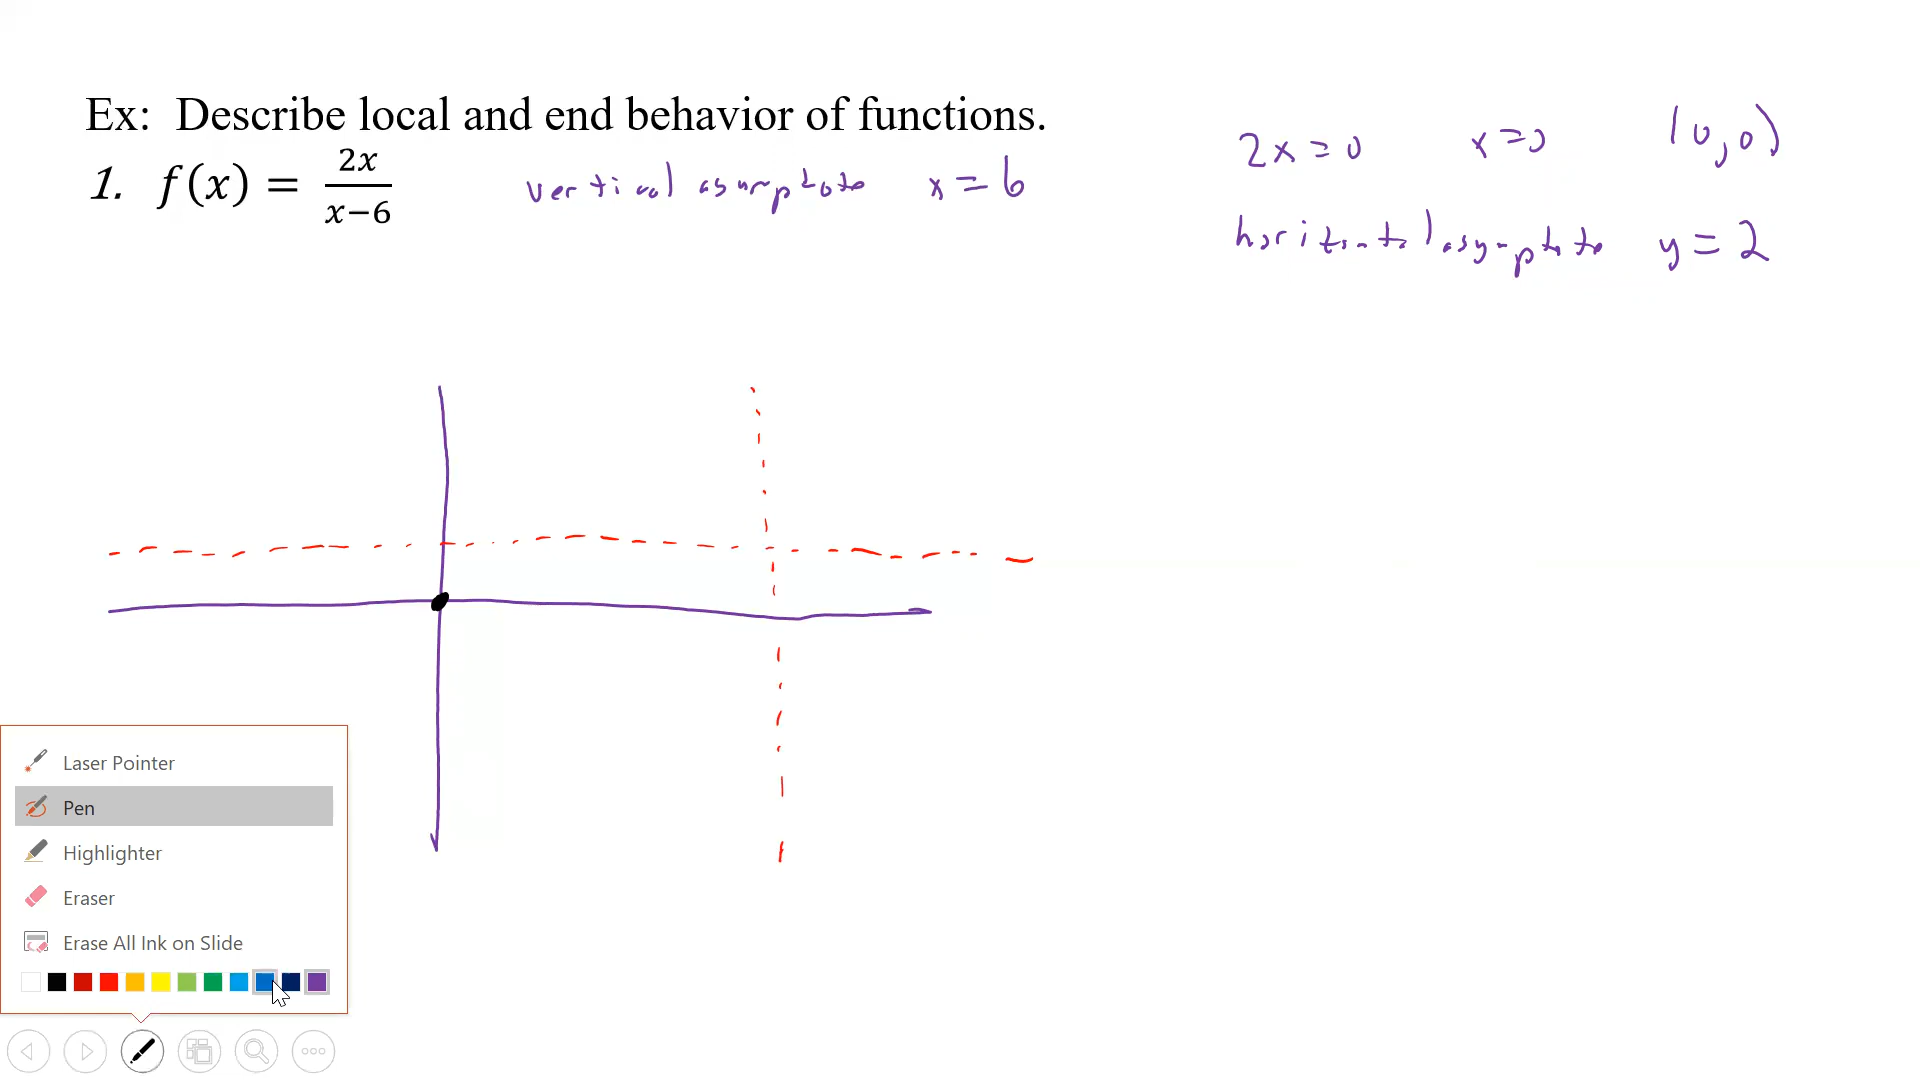 Ex: Describe local and end behavior of functions.
1. f(x) = 2x / x−6
vertical asymptote x = 6
2x = 0 x = 0 (0,0)
horizontal asymptote y = 2
Laser Pointer
Pen
Highlighter
Eraser
Erase All Ink on Slide